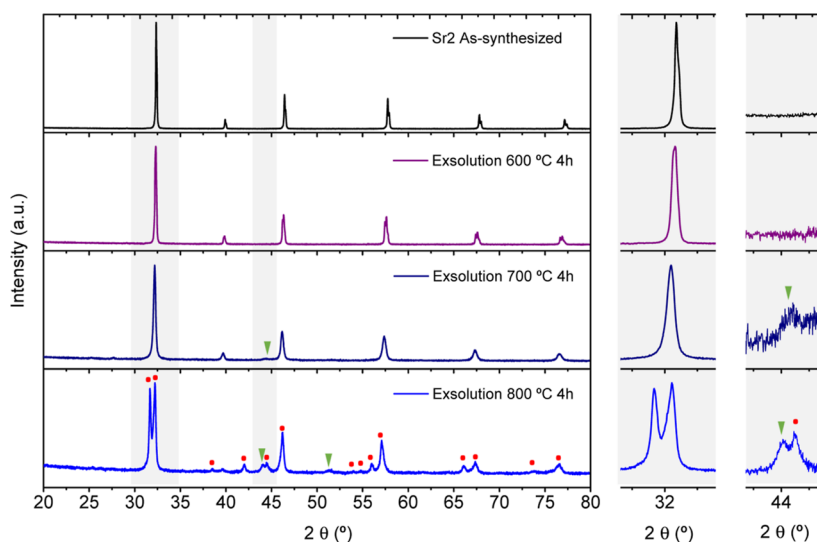 Intensity (a.u.)
Sr2 As-synthesized
Exsolution 600 ºC 4h
Exsolution 700 ºC 4h
Exsolution 800 ºC 4h
20 25 30 35 40 45 50 55 60 65 70 75 80
32
44
2 θ (º)
2 θ (º)
2 θ (º)